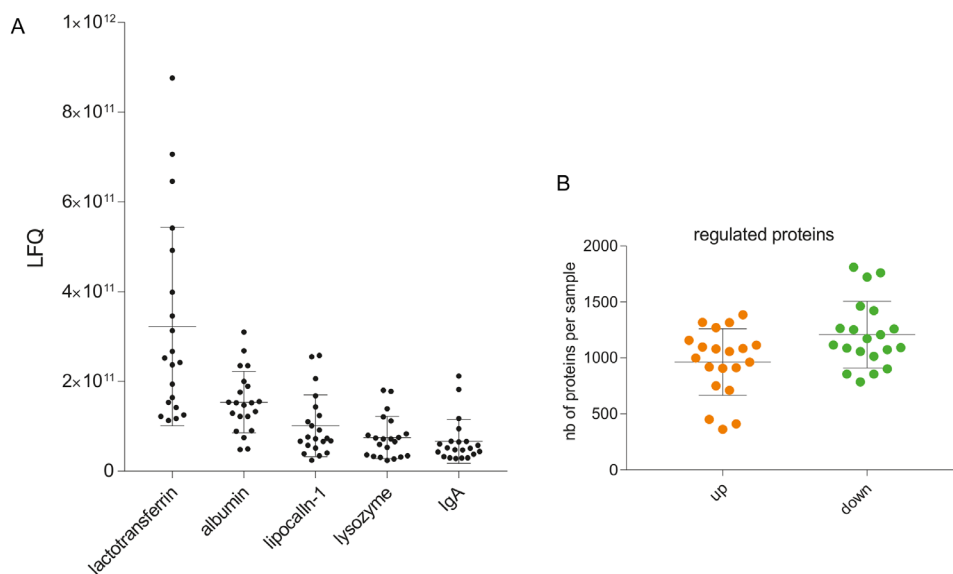 A
1× 10¹²
8× 10¹¹
6× 10¹¹
4× 10¹¹
2× 10¹¹
0
LFQ
lactotransferrin
albumin
lipocalln-1
lysozyme
IgA
B
regulated proteins
2000
1500
1000
500
0
nb of proteins per sample
up
down